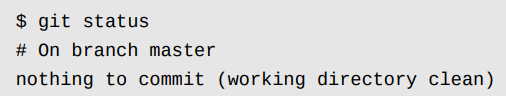 $ git status
# On branch master
nothing to commit (working directory clean)